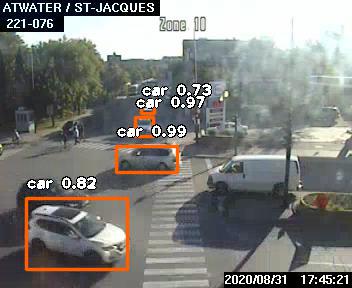 ATWATER / ST-JACQUES
221-076
Zone 10
car 0.73
car 0.97
car 0.99
car 0.82
2020/08/31 17:45:21